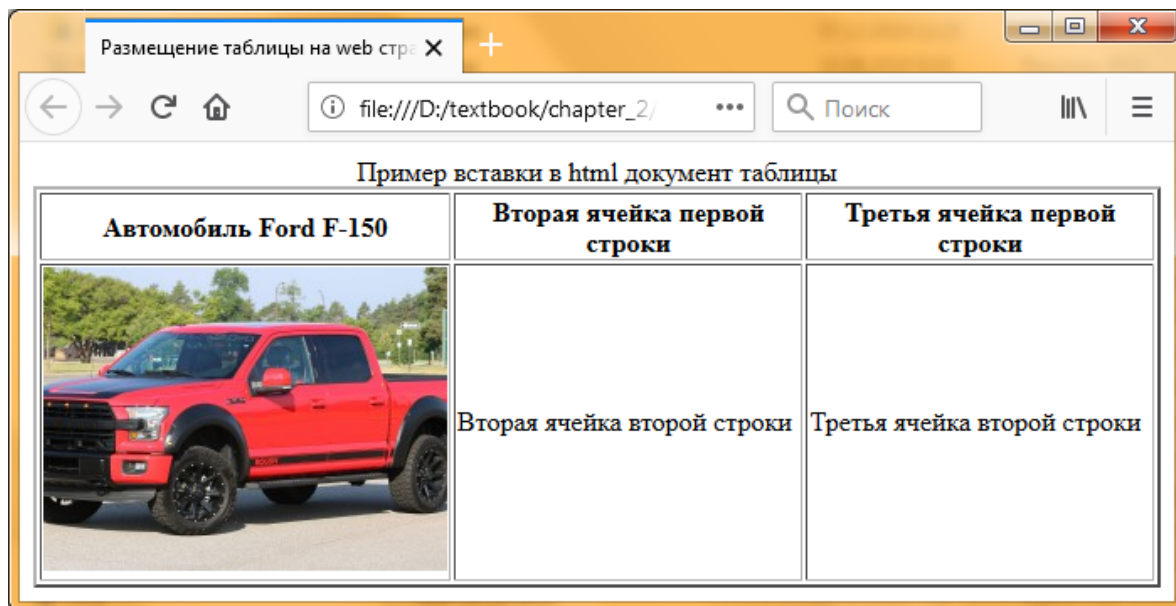 Размещение таблицы на web стра
file:///D:/textbook/chapter_2/
Поиск
Пример вставки в html документ таблицы
Автомобиль Ford F-150
Вторая ячейка первой
строки
Третья ячейка первой
строки
Вторая ячейка второй строки
Третья ячейка второй строки